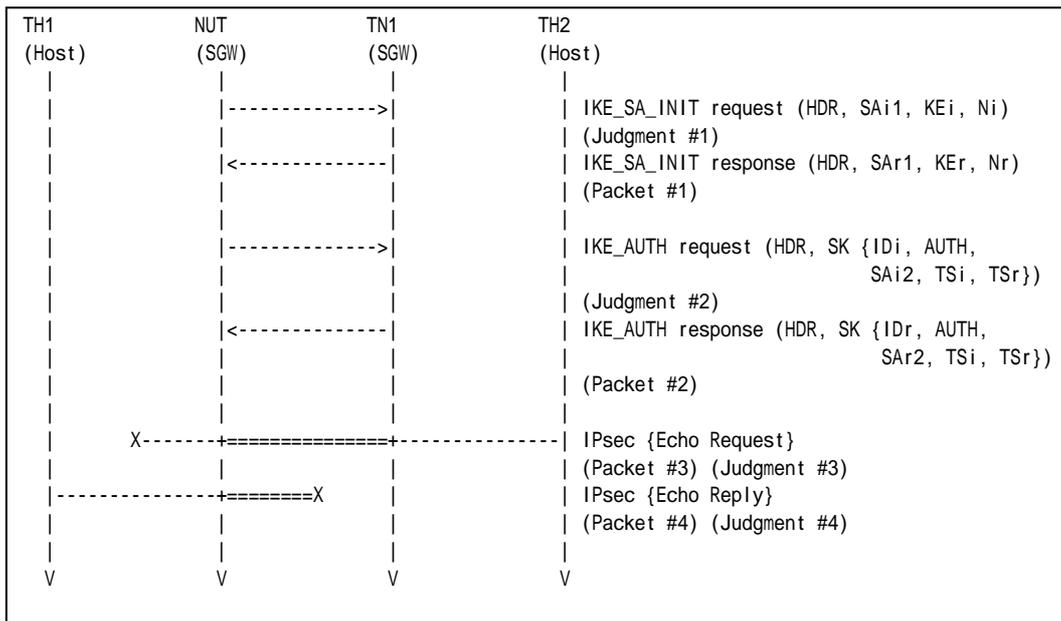 TH1 NUT TN1 TH2
(Host) (SGW) (SGW) (Host)
| | | |
| |-------------->| | IKE_SA_INIT request (HDR, SAi1, KEi, Ni)
| | | | (Judgment #1)
| |<--------------| | IKE_SA_INIT response (HDR, SAr1, KEr, Nr)
| | | | (Packet #1)
| | | |
| |-------------->| | IKE_AUTH request (HDR, SK {IDi, AUTH,
| | | | SAi2, TSi, TSr})
| | | | (Judgment #2)
| |<--------------| | IKE_AUTH response (HDR, SK {IDr, AUTH,
| | | | SAr2, TSi, TSr})
| | | | (Packet #2)
| | | |
| X-------+===============+---------------| IPsec {Echo Request}
| | | | (Packet #3) (Judgment #3)
|---------------+========X | | IPsec {Echo Reply}
| | | | (Packet #4) (Judgment #4)
| | | |
V V V V